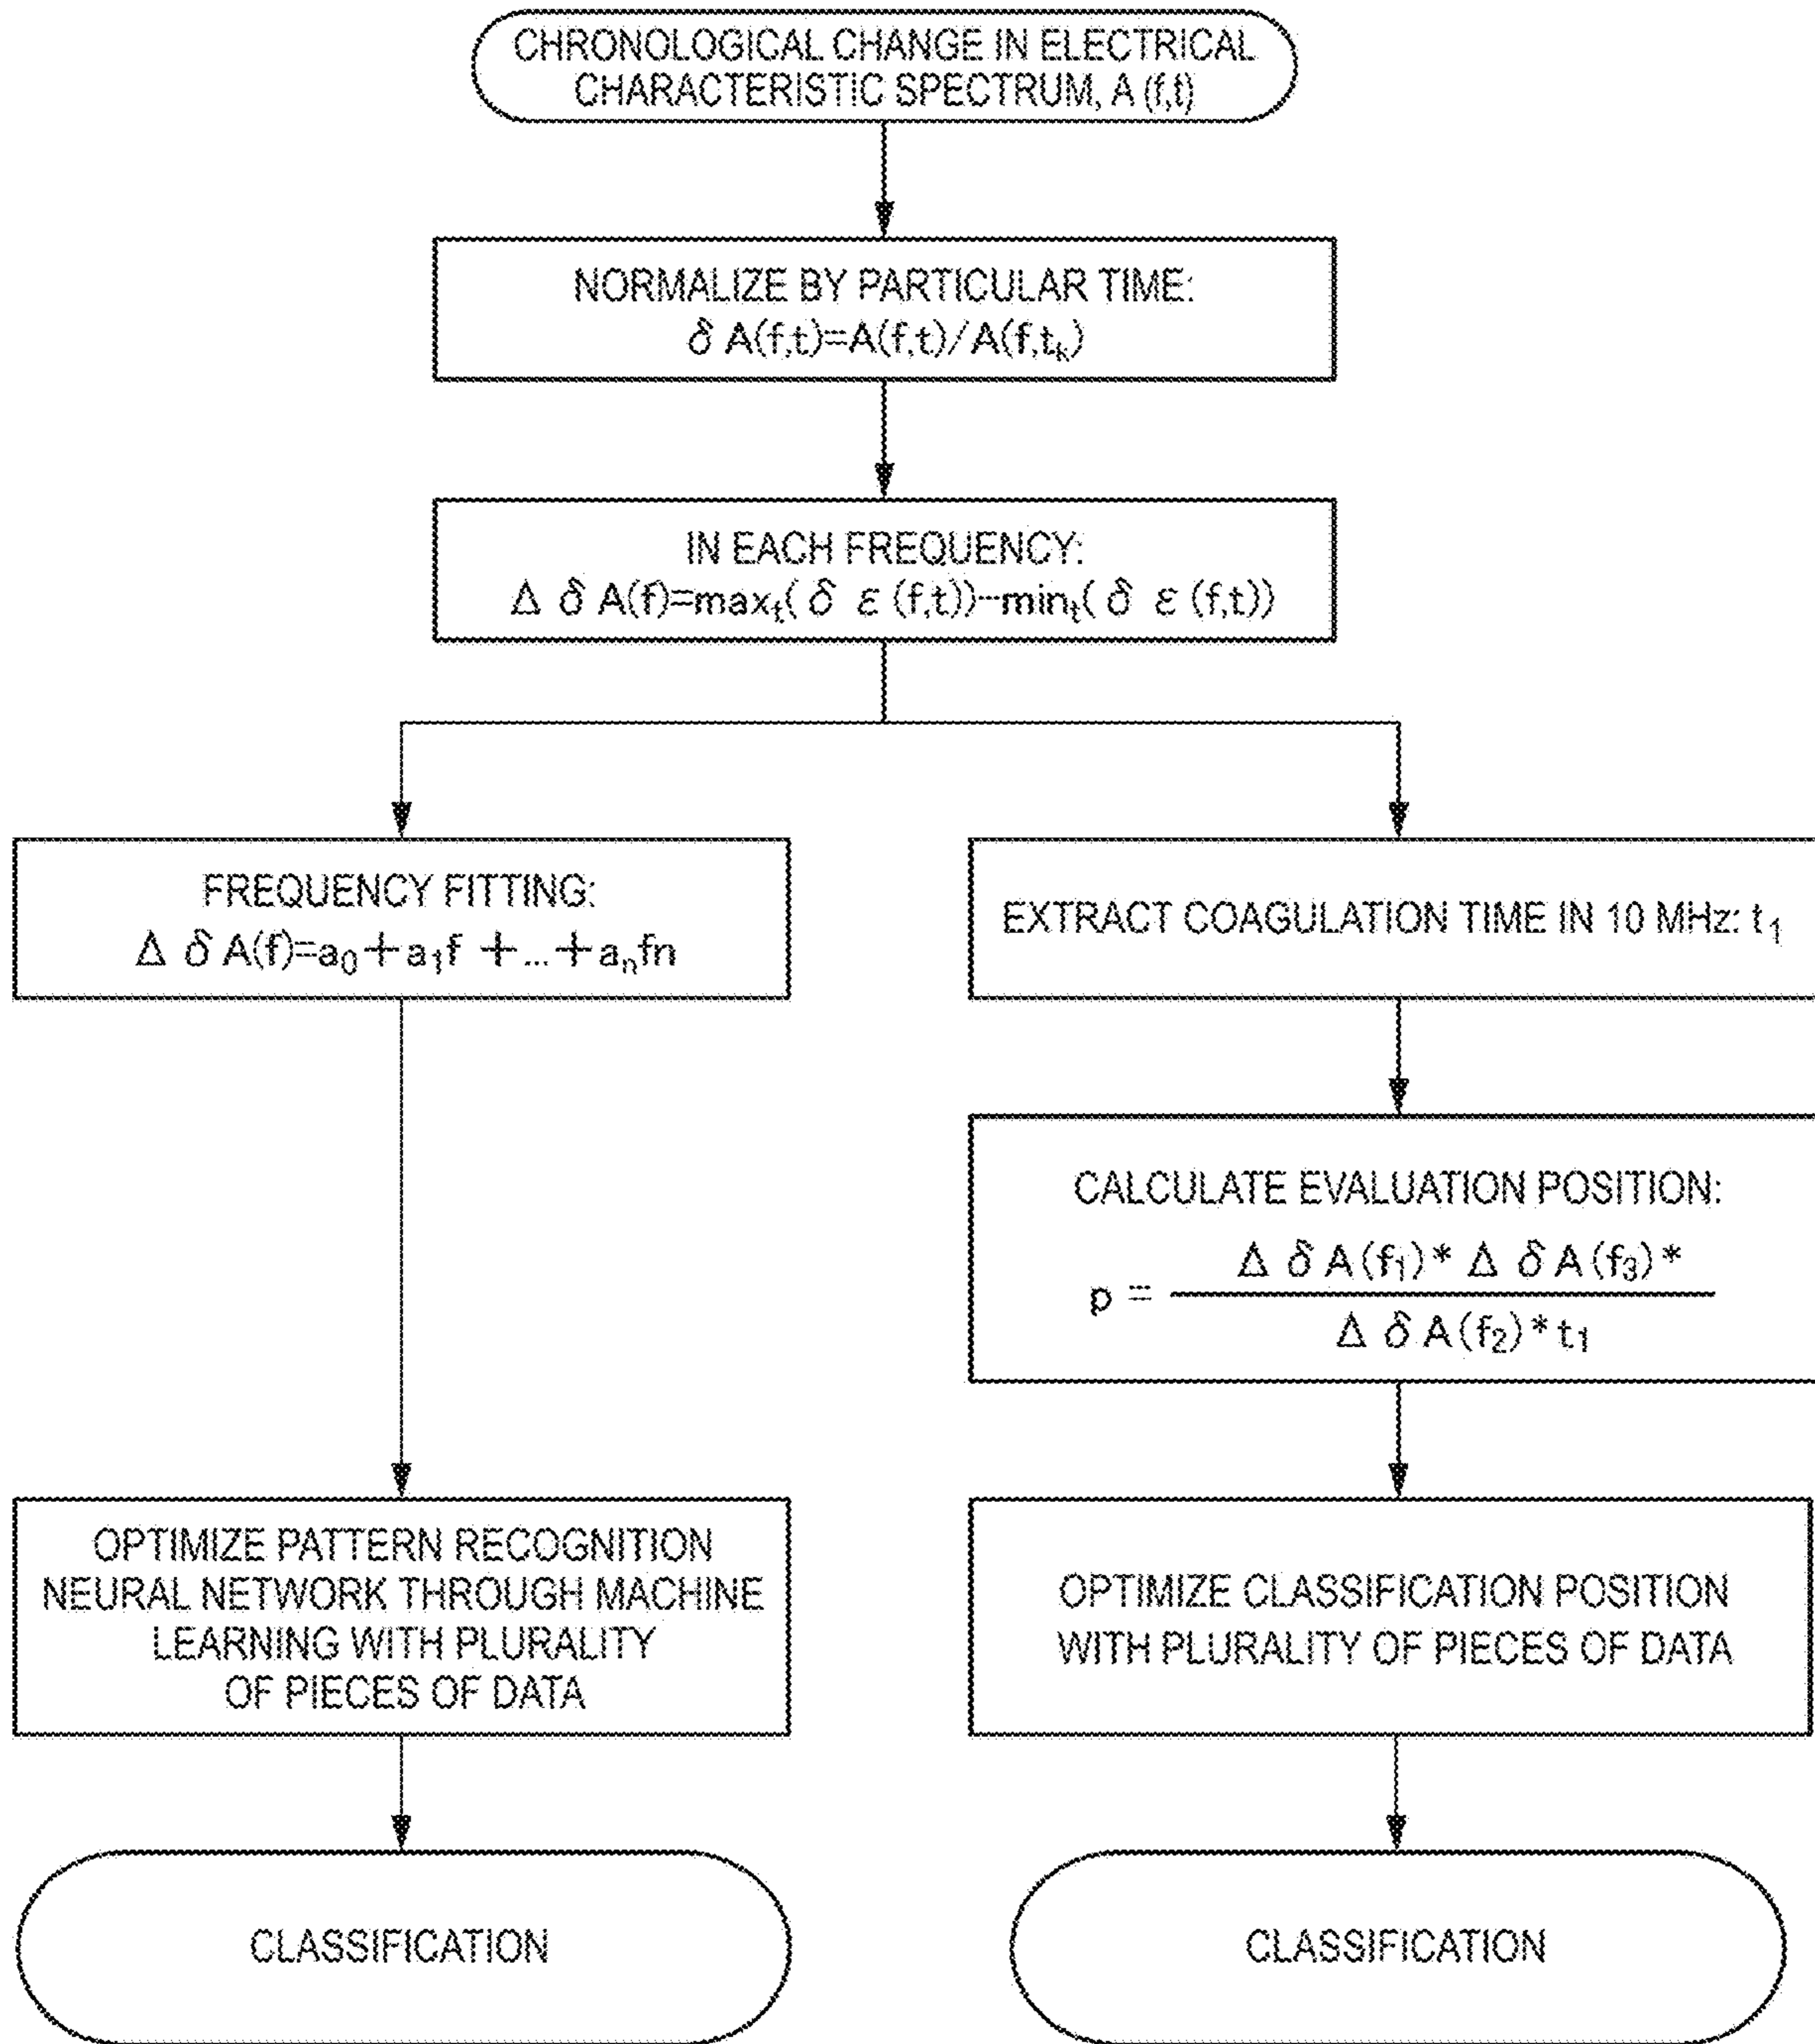 CHRONOLOGICAL CHANGE IN ELECTRICAL
CHARACTERISTIC SPECTRUM, A (f,t)
NORMALIZE BY PARTICULAR TIME:
δ A(f,t)=A(f,t)/A(f,tₖ)
IN EACH FREQUENCY:
Δ δ A(f)=maxₜ( δ ε (f,t))-minₜ( δ ε (f,t))
FREQUENCY FITTING:
Δ δ A(f)=a₀+a₁f +...+aₙfn
EXTRACT COAGULATION TIME IN 10 MHz: t₁
CALCULATE EVALUATION POSITION:
Δ δ A(f₁)* Δ δ A(f₃)*
p =
Δ δ A(f₂)*t₁
OPTIMIZE PATTERN RECOGNITION
NEURAL NETWORK THROUGH MACHINE
LEARNING WITH PLURALITY
OF PIECES OF DATA
OPTIMIZE CLASSIFICATION POSITION
WITH PLURALITY OF PIECES OF DATA
CLASSIFICATION
CLASSIFICATION